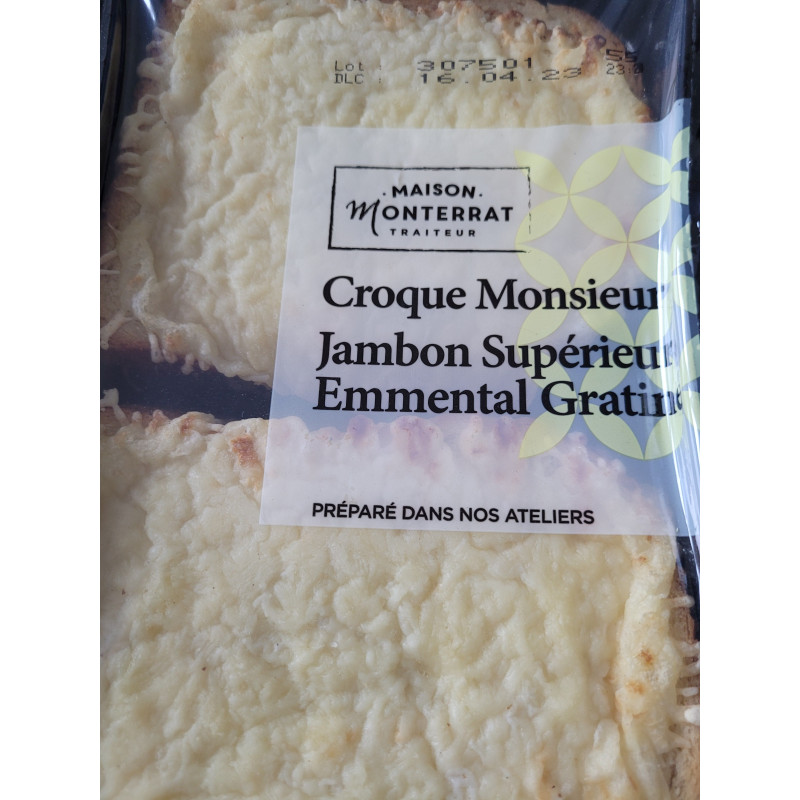 Lot : 307501 55
DLC : 16.04.23
.MAISON.
MONTERRAT
TRAITEUR
Croque Monsieur
Jambon Supérieur
Emmental Gratiné
PRÉPARÉ DANS NOS ATELIERS